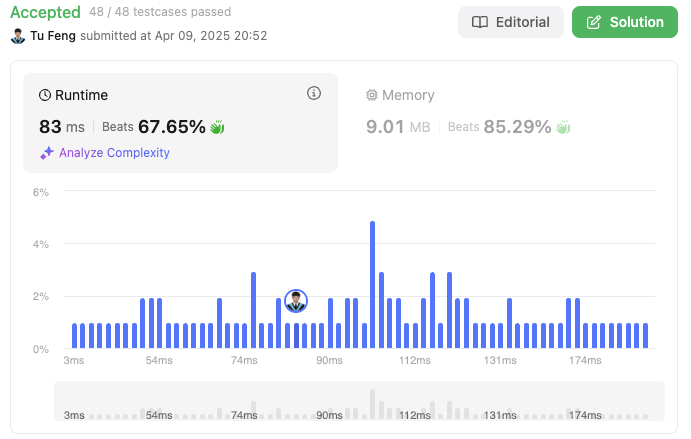 Accepted 48 / 48 testcases passed
Editorial
Solution
Tu Feng submitted at Apr 09, 2025 20:52
Runtime
83 ms Beats 67.65%
Analyze Complexity
Memory
9.01 MB Beats 85.29%
6%
4%
2%
0%
3ms 54ms 74ms 90ms 112ms 131ms 174ms
3ms 54ms 74ms 90ms 112ms 131ms 174ms